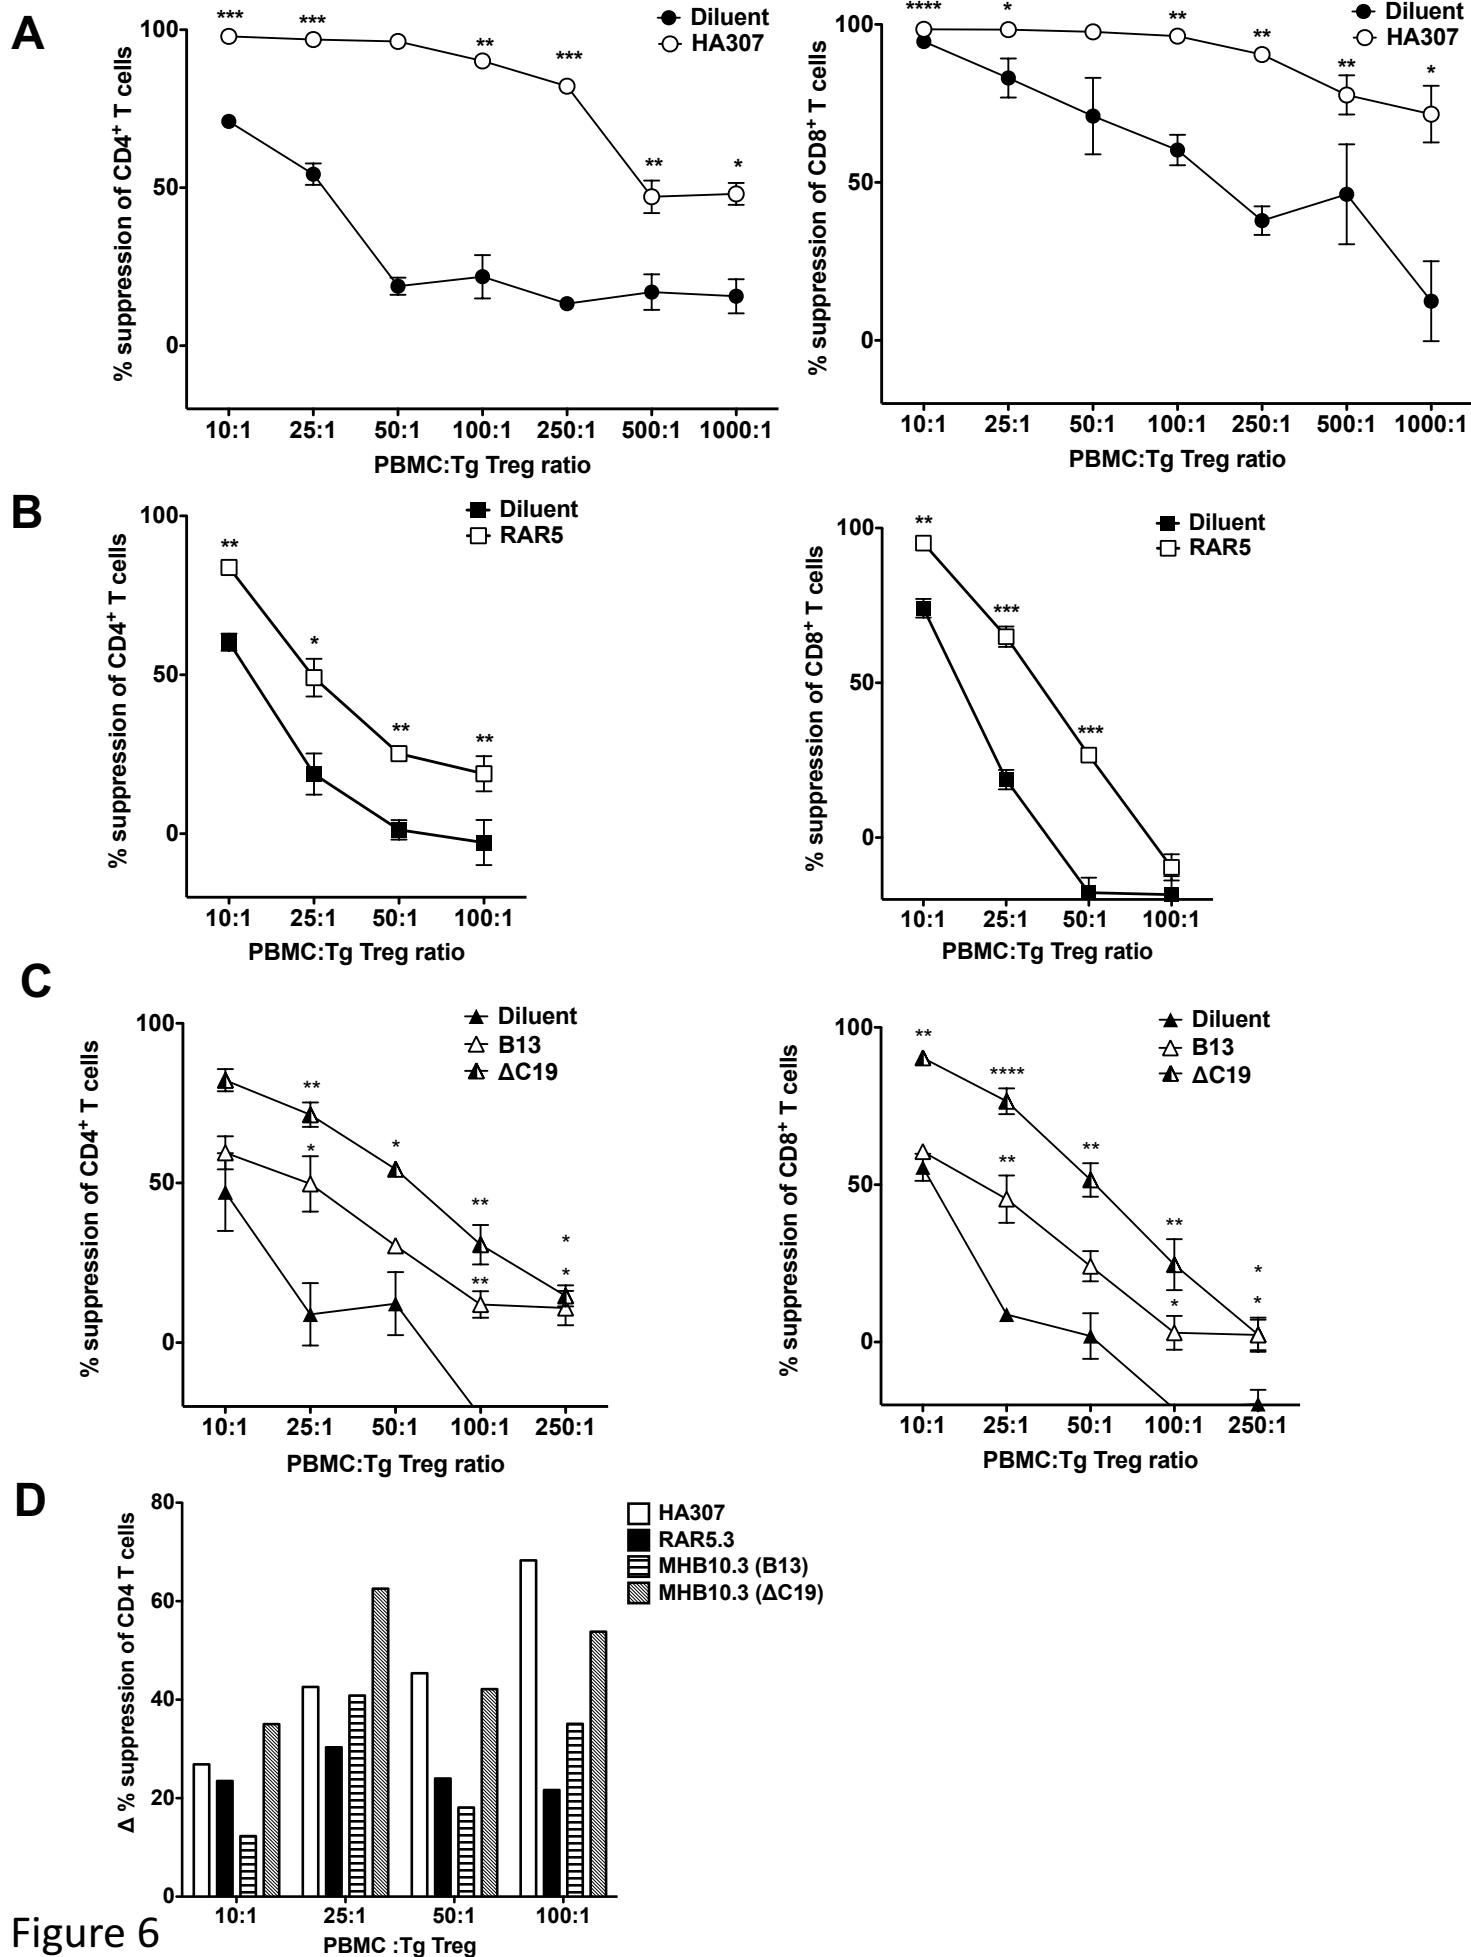 A
% suppression of CD4+ T cells
100
50
0
*** *** ** *** ** *
Diluent
HA307
10:1 25:1 50:1 100:1 250:1 500:1 1000:1
PBMC:Tg Treg ratio
% suppression of CD8+ T cells
100
50
0
**** * ** ** ** *
Diluent
HA307
10:1 25:1 50:1 100:1 250:1 500:1 1000:1
PBMC:Tg Treg ratio
B
% suppression of CD4+ T cells
100
50
0
** * ** **
Diluent
RAR5
10:1 25:1 50:1 100:1
PBMC:Tg Treg ratio
% suppression of CD8+ T cells
100
50
0
** *** ***
Diluent
RAR5
10:1 25:1 50:1 100:1
PBMC:Tg Treg ratio
C
% suppression of CD4+ T cells
100
50
0
** * ** *
* ** *
Diluent
B13
ΔC19
10:1 25:1 50:1 100:1 250:1
PBMC:Tg Treg ratio
% suppression of CD8+ T cells
100
50
0
** **** ** ** *
** * *
Diluent
B13
ΔC19
10:1 25:1 50:1 100:1 250:1
PBMC:Tg Treg ratio
D
Δ % suppression of CD4 T cells
80
60
40
20
0
HA307
RAR5.3
MHB10.3 (B13)
MHB10.3 (ΔC19)
10:1 25:1 50:1 100:1
PBMC :Tg Treg
Figure 6